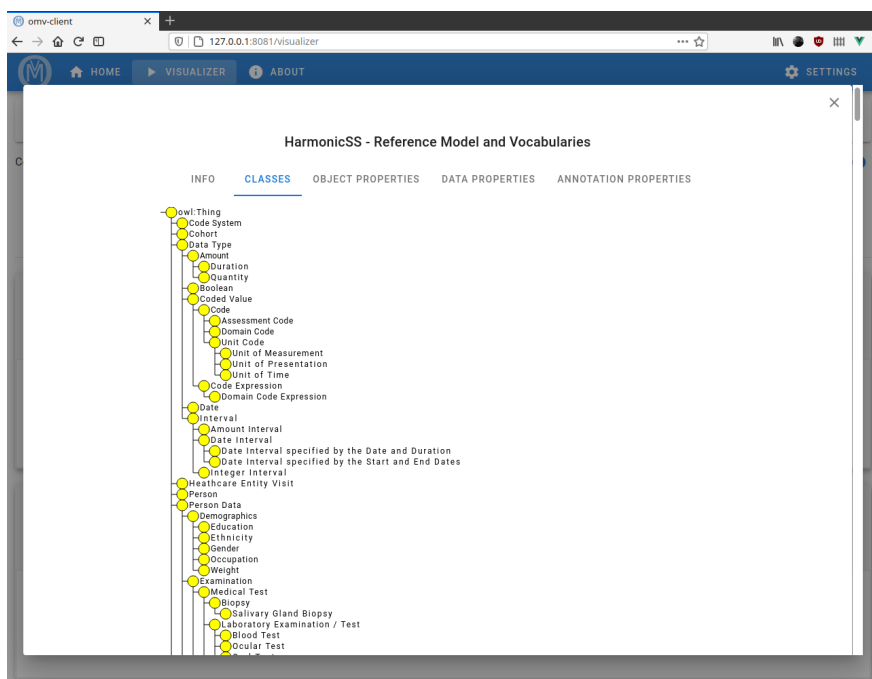 omv-client
127.0.0.1:8081/visualizer
HOME VISUALIZER ABOUT SETTINGS
HarmonicSS - Reference Model and Vocabularies
INFO CLASSES OBJECT PROPERTIES DATA PROPERTIES ANNOTATION PROPERTIES
owl:Thing
Code System
Cohort
Data Type
Amount
Duration
Quantity
Boolean
Coded Value
Code
Assessment Code
Domain Code
Unit Code
Unit of Measurement
Unit of Presentation
Unit of Time
Code Expression
Domain Code Expression
Date
Interval
Amount Interval
Date Interval
Date Interval specified by the Date and Duration
Date Interval specified by the Start and End Dates
Integer Interval
Heathcare Entity Visit
Person
Person Data
Demographics
Education
Ethnicity
Gender
Occupation
Weight
Examination
Medical Test
Biopsy
Salivary Gland Biopsy
Laboratory Examination / Test
Blood Test
Ocular Test